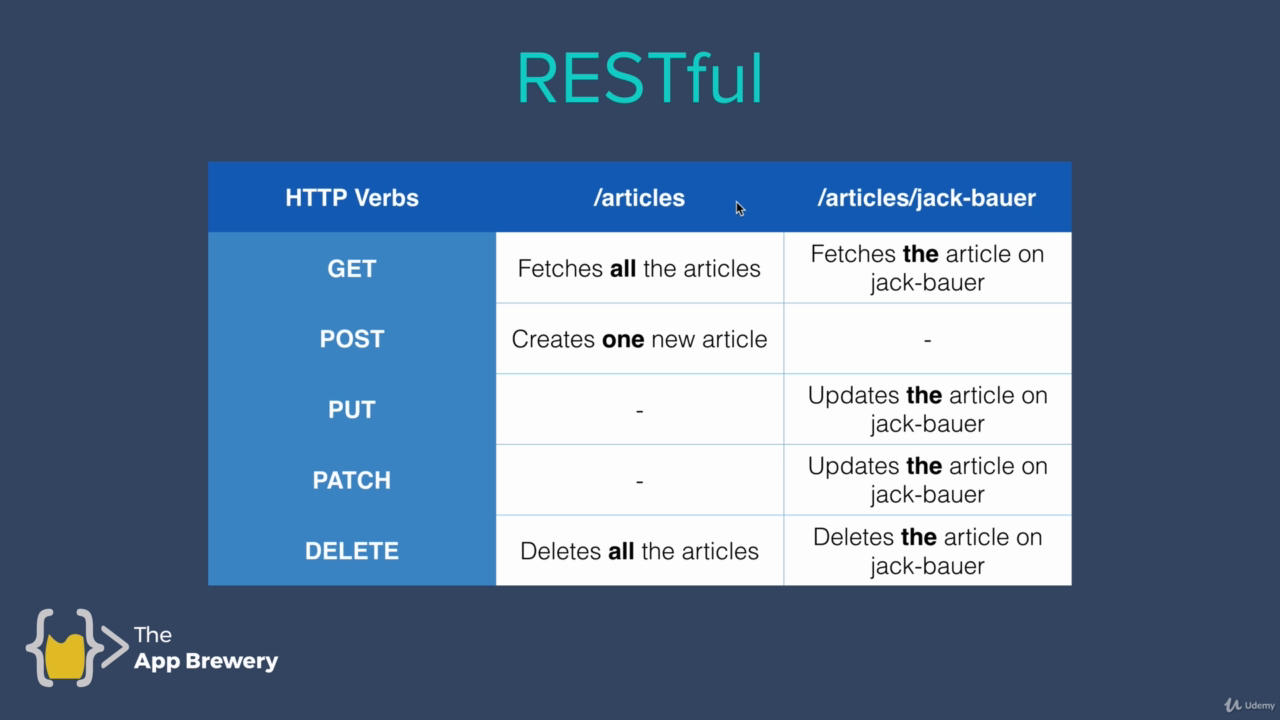 RESTful
HTTP Verbs
/articles
/articles/jack-bauer
GET
Fetches all the articles
Fetches the article on
jack-bauer
POST
Creates one new article
-
PUT
-
Updates the article on
jack-bauer
PATCH
-
Updates the article on
jack-bauer
DELETE
Deletes all the articles
Deletes the article on
jack-bauer
The
App Brewery
Udemy